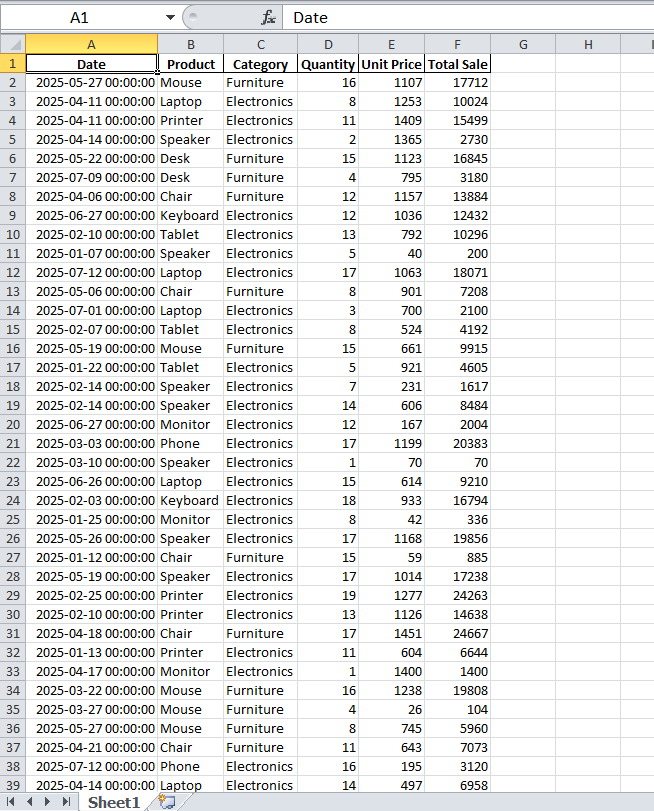 A1 fx Date
A B C D E F G H
1 Date Product Category Quantity Unit Price Total Sale
2 2025-05-27 00:00:00 Mouse Furniture 16 1107 17712
3 2025-04-11 00:00:00 Laptop Electronics 8 1253 10024
4 2025-04-11 00:00:00 Printer Electronics 11 1409 15499
5 2025-04-14 00:00:00 Speaker Electronics 2 1365 2730
6 2025-05-22 00:00:00 Desk Furniture 15 1123 16845
7 2025-07-09 00:00:00 Desk Furniture 4 795 3180
8 2025-04-06 00:00:00 Chair Furniture 12 1157 13884
9 2025-06-27 00:00:00 Keyboard Electronics 12 1036 12432
10 2025-02-10 00:00:00 Tablet Electronics 13 792 10296
11 2025-01-07 00:00:00 Speaker Electronics 5 40 200
12 2025-07-12 00:00:00 Laptop Electronics 17 1063 18071
13 2025-05-06 00:00:00 Chair Furniture 8 901 7208
14 2025-07-01 00:00:00 Laptop Electronics 3 700 2100
15 2025-02-07 00:00:00 Tablet Electronics 8 524 4192
16 2025-05-19 00:00:00 Mouse Furniture 15 661 9915
17 2025-01-22 00:00:00 Tablet Electronics 5 921 4605
18 2025-02-14 00:00:00 Speaker Electronics 7 231 1617
19 2025-02-14 00:00:00 Speaker Electronics 14 606 8484
20 2025-06-27 00:00:00 Monitor Electronics 12 167 2004
21 2025-03-03 00:00:00 Phone Electronics 17 1199 20383
22 2025-03-10 00:00:00 Speaker Electronics 1 70 70
23 2025-06-26 00:00:00 Laptop Electronics 15 614 9210
24 2025-02-03 00:00:00 Keyboard Electronics 18 933 16794
25 2025-01-25 00:00:00 Monitor Electronics 8 42 336
26 2025-05-26 00:00:00 Speaker Electronics 17 1168 19856
27 2025-01-12 00:00:00 Chair Furniture 15 59 885
28 2025-05-19 00:00:00 Speaker Electronics 17 1014 17238
29 2025-02-25 00:00:00 Printer Electronics 19 1277 24263
30 2025-02-10 00:00:00 Printer Electronics 13 1126 14638
31 2025-04-18 00:00:00 Chair Furniture 17 1451 24667
32 2025-01-13 00:00:00 Printer Electronics 11 604 6644
33 2025-04-17 00:00:00 Monitor Electronics 1 1400 1400
34 2025-03-22 00:00:00 Mouse Furniture 16 1238 19808
35 2025-03-27 00:00:00 Mouse Furniture 4 26 104
36 2025-05-27 00:00:00 Mouse Furniture 8 745 5960
37 2025-04-21 00:00:00 Chair Furniture 11 643 7073
38 2025-07-12 00:00:00 Phone Electronics 16 195 3120
39 2025-04-14 00:00:00 Laptop Electronics 14 497 6958
Sheet1